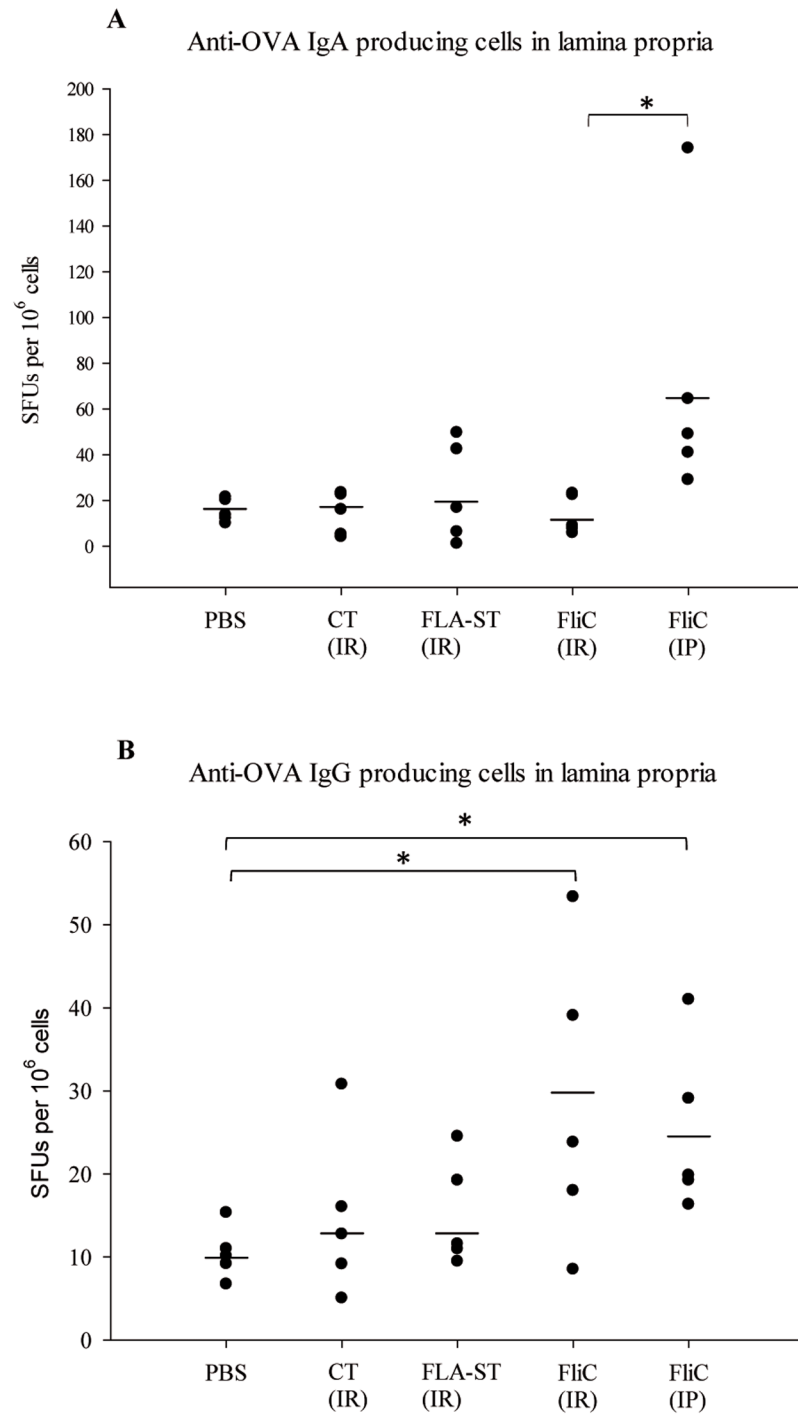 A
Anti-OVA IgA producing cells in lamina propria
200
180
160
140
120
100
80
60
40
20
0
SFUs per 10⁶ cells
*
PBS
CT
(IR)
FLA-ST
(IR)
FliC
(IR)
FliC
(IP)
B
Anti-OVA IgG producing cells in lamina propria
60
50
40
30
20
10
0
SFUs per 10⁶ cells
*
*
PBS
CT
(IR)
FLA-ST
(IR)
FliC
(IR)
FliC
(IP)